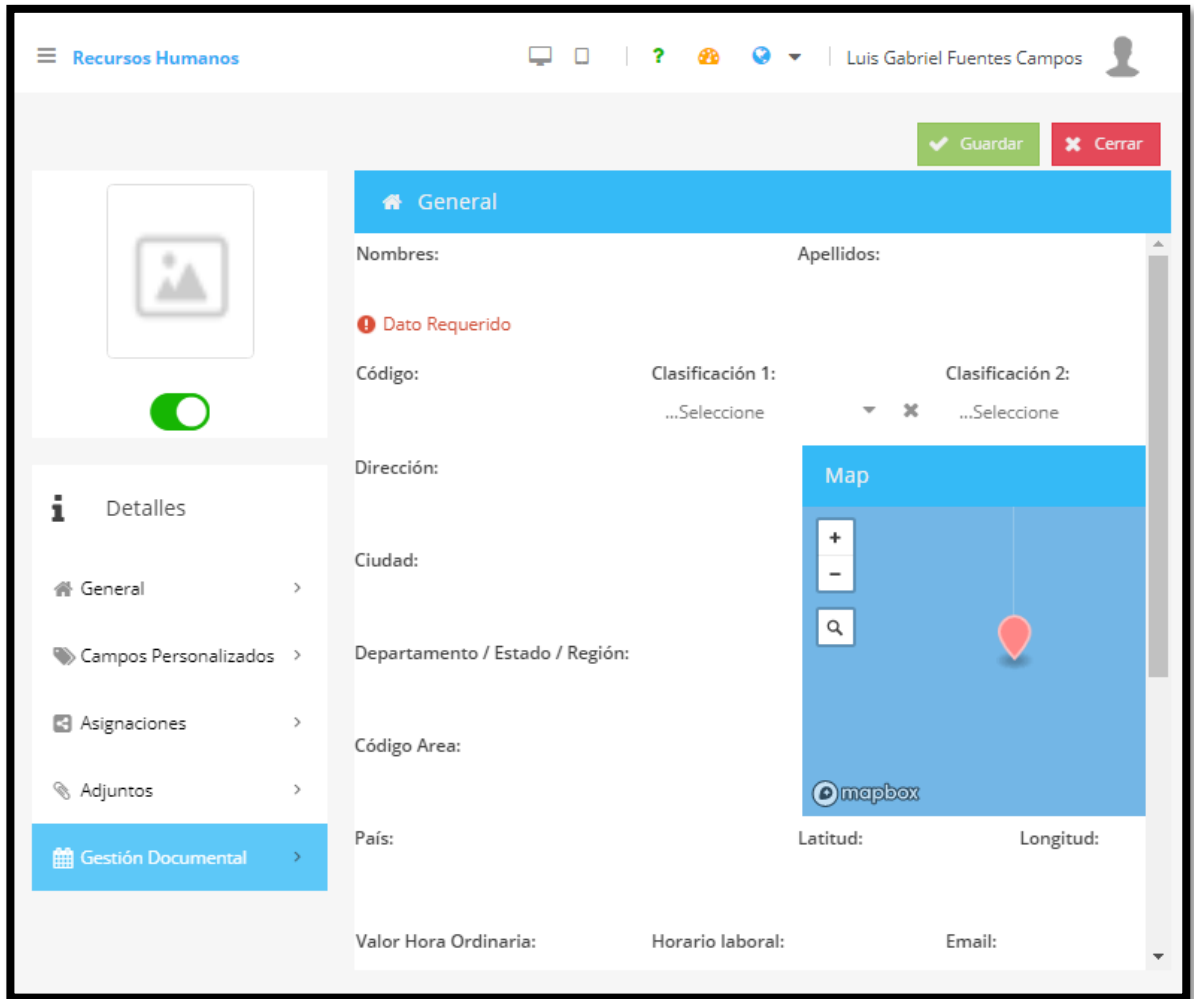 Recursos Humanos
? Luis Gabriel Fuentes Campos
Guardar Cerrar
General
Nombres: Apellidos:
Dato Requerido
Código: Clasificación 1: Clasificación 2:
...Seleccione ...Seleccione
Dirección:
Map
+
Ciudad:
-
Departamento / Estado / Región:
Código Area:
mapbox
País: Latitud: Longitud:
Valor Hora Ordinaria: Horario laboral: Email:
Detalles
General
Campos Personalizados
Asignaciones
Adjuntos
Gestión Documental